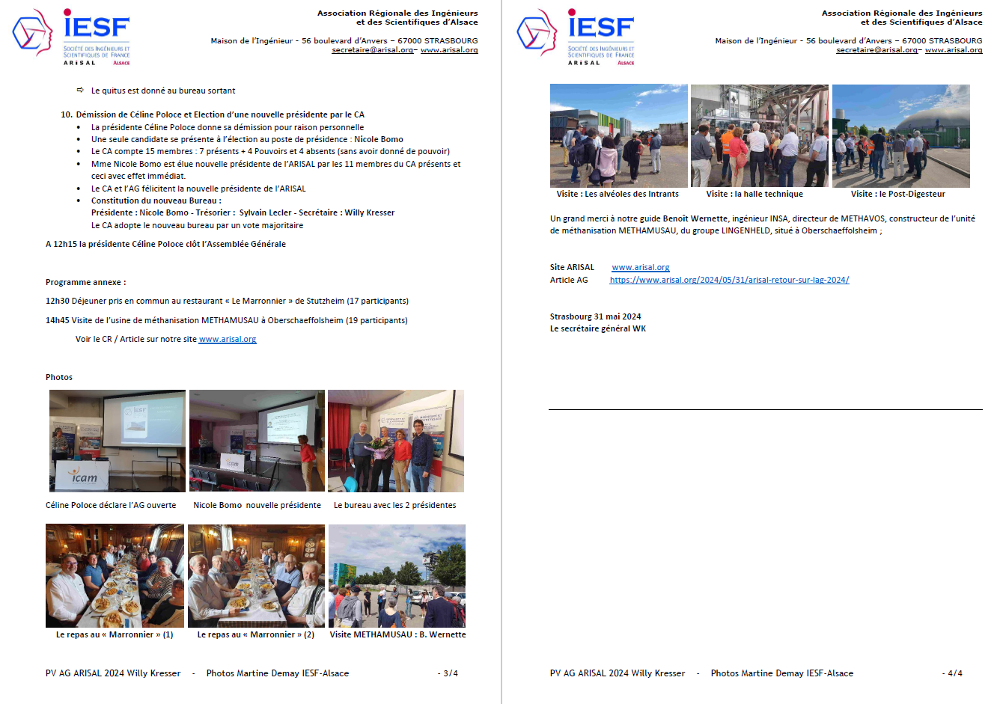 iESF
SOCIÉTÉ DES INGÉNIEURS ET
SCIENTIFIQUES DE FRANCE
ARiSAL ALSACE
Association Régionale des Ingénieurs
et des Scientifiques d’Alsace
Maison de l’Ingénieur - 56 boulevard d’Anvers – 67000 STRASBOURG
secretaire@arisal.org– www.arisal.org
⇨ Le quitus est donné au bureau sortant
10. Démission de Céline Poloce et Election d’une nouvelle présidente par le CA
• La présidente Céline Poloce donne sa démission pour raison personnelle
• Une seule candidate se présente à l’élection au poste de présidence : Nicole Bomo
• Le CA compte 15 membres : 7 présents + 4 Pouvoirs et 4 absents (sans avoir donné de pouvoir)
• Mme Nicole Bomo est élue nouvelle présidente de l’ARISAL par les 11 membres du CA présents et
ceci avec effet immédiat.
• Le CA et l’AG félicitent la nouvelle présidente de l’ARISAL
• Constitution du nouveau Bureau :
Présidente : Nicole Bomo - Trésorier : Sylvain Lecler - Secrétaire : Willy Kresser
Le CA adopte le nouveau bureau par un vote majoritaire
A 12h15 la présidente Céline Poloce clôt l’Assemblée Générale
Programme annexe :
12h30 Déjeuner pris en commun au restaurant « Le Marronnier » de Stutzheim (17 participants)
14h45 Visite de l’usine de méthanisation METHAMUSAU à Oberschaeffolsheim (19 participants)
Voir le CR / Article sur notre site www.arisal.org
Photos
iESF
icam
icam
Céline Poloce déclare l’AG ouverte
Nicole Bomo nouvelle présidente
Le bureau avec les 2 présidentes
Le repas au « Marronnier » (1)
Le repas au « Marronnier » (2)
Visite METHAMUSAU : B. Wernette
PV AG ARISAL 2024 Willy Kresser - Photos Martine Demay IESF-Alsace - 3/4
iESF
SOCIÉTÉ DES INGÉNIEURS ET
SCIENTIFIQUES DE FRANCE
ARiSAL ALSACE
Association Régionale des Ingénieurs
et des Scientifiques d’Alsace
Maison de l’Ingénieur - 56 boulevard d’Anvers – 67000 STRASBOURG
secretaire@arisal.org– www.arisal.org
Visite : Les alvéoles des Intrants
Visite : la halle technique
Visite : le Post-Digesteur
Un grand merci à notre guide Benoît Wernette, ingénieur INSA, directeur de METHAVOS, constructeur de l’unité
de méthanisation METHAMUSAU, du groupe LINGENHELD, situé à Oberschaeffolsheim ;
Site ARISAL www.arisal.org
Article AG https://www.arisal.org/2024/05/31/arisal-retour-sur-lag-2024/
Strasbourg 31 mai 2024
Le secrétaire général WK
PV AG ARISAL 2024 Willy Kresser - Photos Martine Demay IESF-Alsace - 4/4